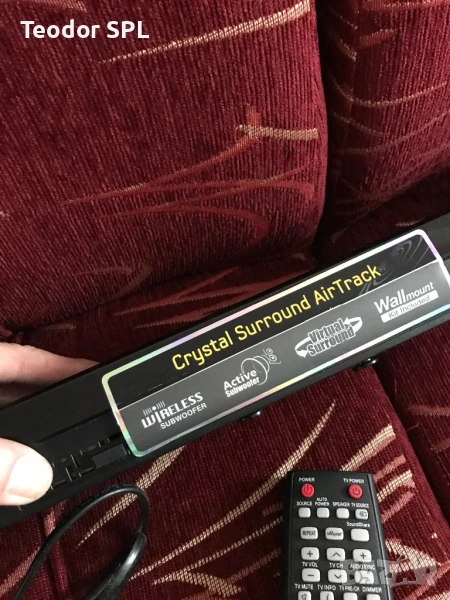 Teodor SPL
Crystal Surround AirTrack
WIRELESS
SUBWOOFER
Active
Subwoofer
Virtual
Surround
Wallmount
Kit Included
POWER
TV POWER
SOURCE
AUTO
POWER
SPEAKER
TV SOURCE
SoundShare
REPEAT
TV VOL
TV CH
AUDIO SYNC
TV MUTE
TV INFO
TV PRE-CH
DIMMER